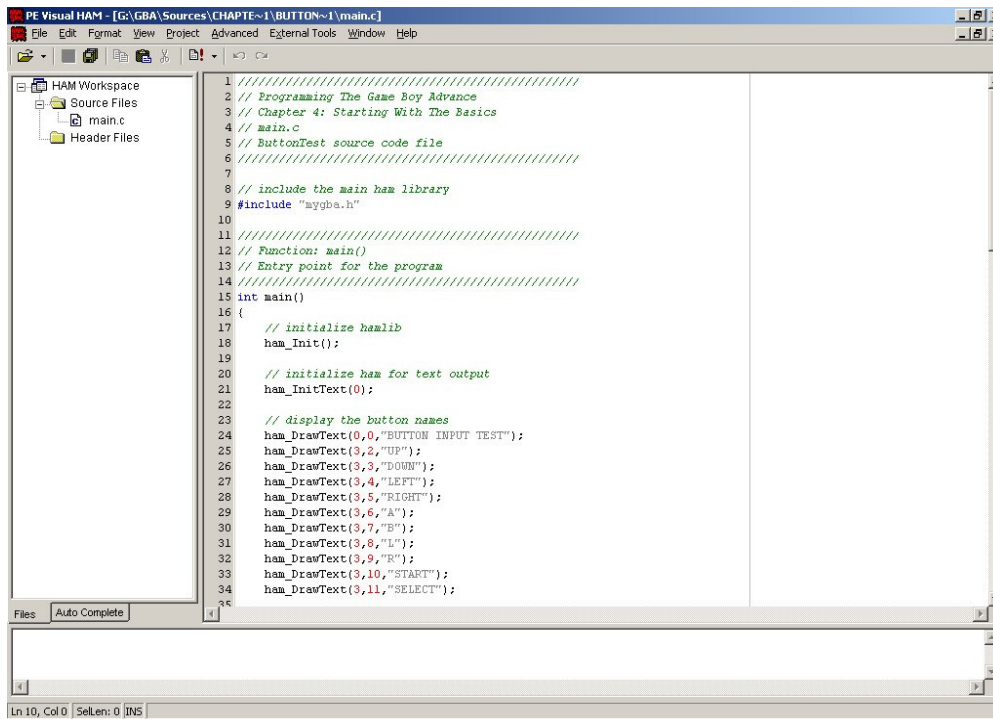 PE Visual HAM - [G:\GBA\Sources\CHAPTE~1\BUTTON~1\main.c]
File Edit Format View Project Advanced External Tools Window Help
HAM Workspace
Source Files
main.c
Header Files
1 //////////////////////////////////////////////////
2 // Programming The Game Boy Advance
3 // Chapter 4: Starting With The Basics
4 // main.c
5 // ButtonTest source code file
6 //////////////////////////////////////////////////
7
8 // include the main ham library
9 #include "mygba.h"
10
11 //////////////////////////////////////////////////
12 // Function: main()
13 // Entry point for the program
14 //////////////////////////////////////////////////
15 int main()
16 {
17 // initialize hamlib
18 ham_Init();
19
20 // initialize ham for text output
21 ham_InitText(0);
22
23 // display the button names
24 ham_DrawText(0,0,"BUTTON INPUT TEST");
25 ham_DrawText(3,2,"UP");
26 ham_DrawText(3,3,"DOWN");
27 ham_DrawText(3,4,"LEFT");
28 ham_DrawText(3,5,"RIGHT");
29 ham_DrawText(3,6,"A");
30 ham_DrawText(3,7,"B");
31 ham_DrawText(3,8,"L");
32 ham_DrawText(3,9,"R");
33 ham_DrawText(3,10,"START");
34 ham_DrawText(3,11,"SELECT");
35
Files Auto Complete
Ln 10, Col 0 SelLen: 0 INS